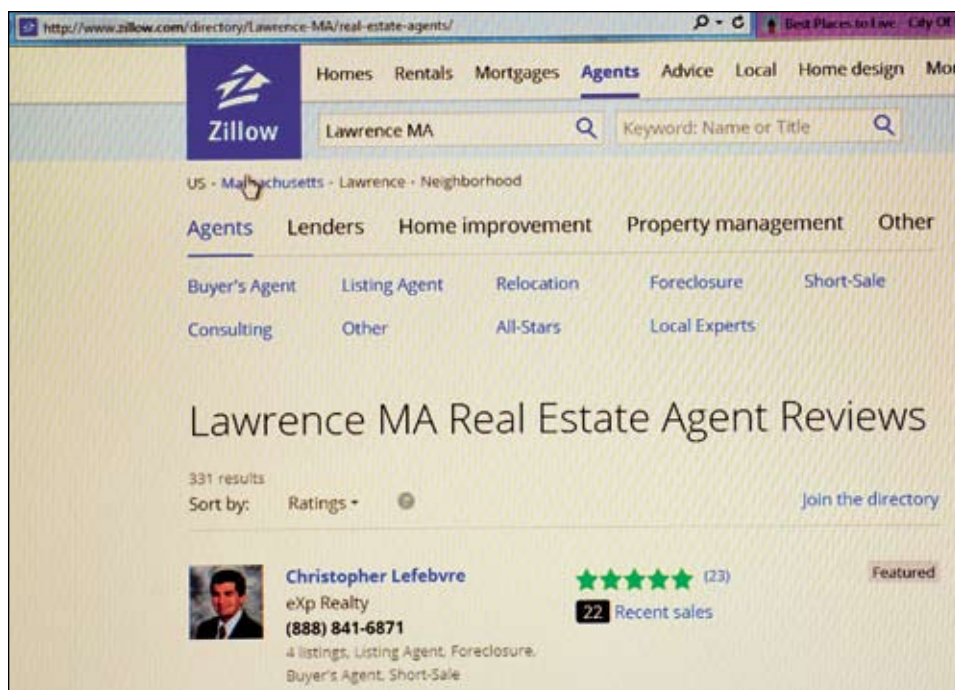 http://www.zillow.com/directory/Lawrence-MA/real-estate-agents/
Best Places to Live - City Of
Homes Rentals Mortgages Agents Advice Local Home design Mor
Zillow
Lawrence MA
Keyword: Name or Title
US - Massachusetts - Lawrence - Neighborhood
Agents Lenders Home improvement Property management Other
Buyer's Agent Listing Agent Relocation Foreclosure Short-Sale
Consulting Other All-Stars Local Experts
Lawrence MA Real Estate Agent Reviews
331 results
Sort by: Ratings
Join the directory
Christopher Lefebvre
(23)
Featured
eXp Realty
22 Recent sales
(888) 841-6871
4 listings, Listing Agent, Foreclosure,
Buyer's Agent, Short-Sale